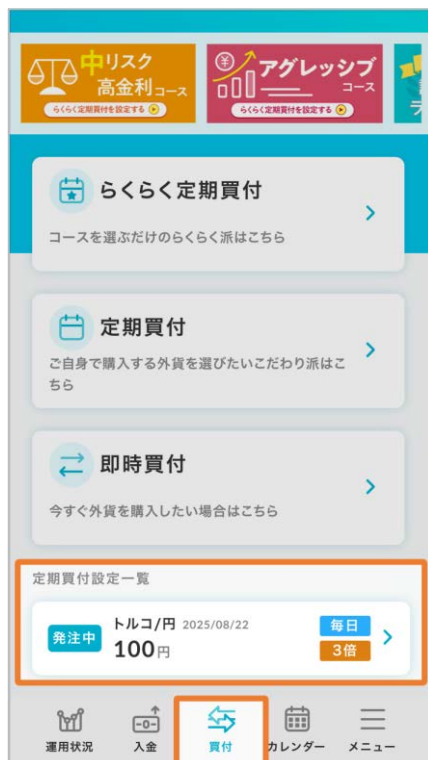 中リスク
高金利コース
らくらく定期買付を設定する
アグレッシブ
コース
らくらく定期買付を設定する
らくらく定期買付
コースを選ぶだけのらくらく派はこちら
定期買付
ご自身で購入する外貨を選びたいこだわり派はこ
ちら
即時買付
今すぐ外貨を購入したい場合はこちら
定期買付設定一覧
発注中
トルコ/円 2025/08/22
100円
毎日
3倍
運用状況
入金
買付
カレンダー
メニュー